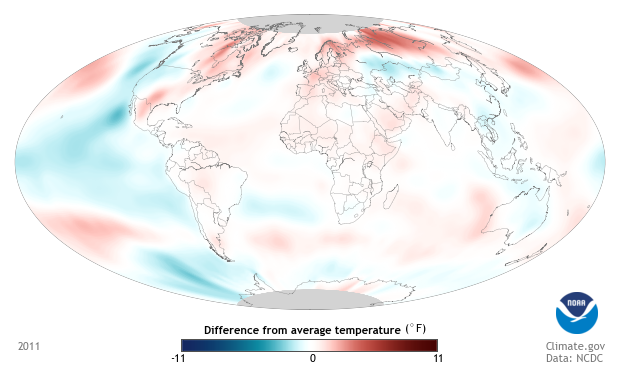 NOAA
Difference from average temperature (°F)
2011
-11 0 11
Climate.gov
Data: NCDC